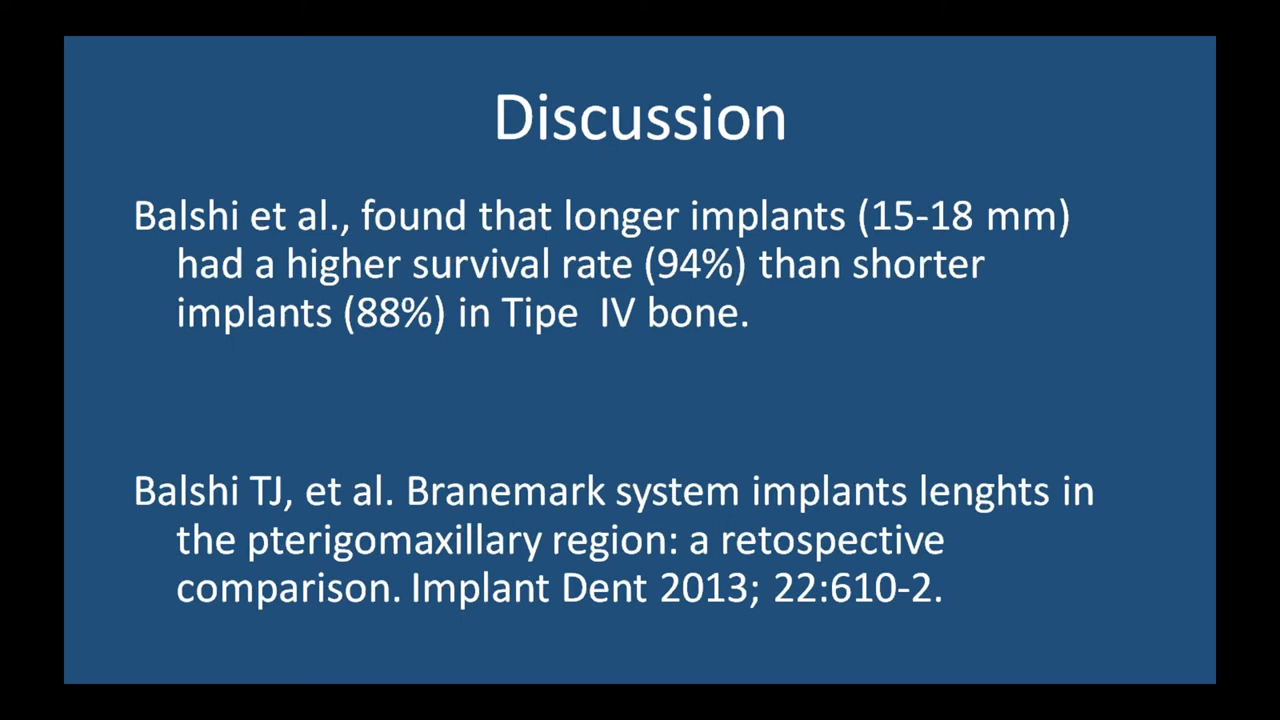 Discussion
Balshi et al., found that longer implants (15-18 mm)
had a higher survival rate (94%) than shorter
implants (88%) in Tipe  IV bone.
Balshi TJ, et al. Branemark system implants lenghts in
the pterigomaxillary region: a retospective
comparison. Implant Dent 2013; 22:610-2.